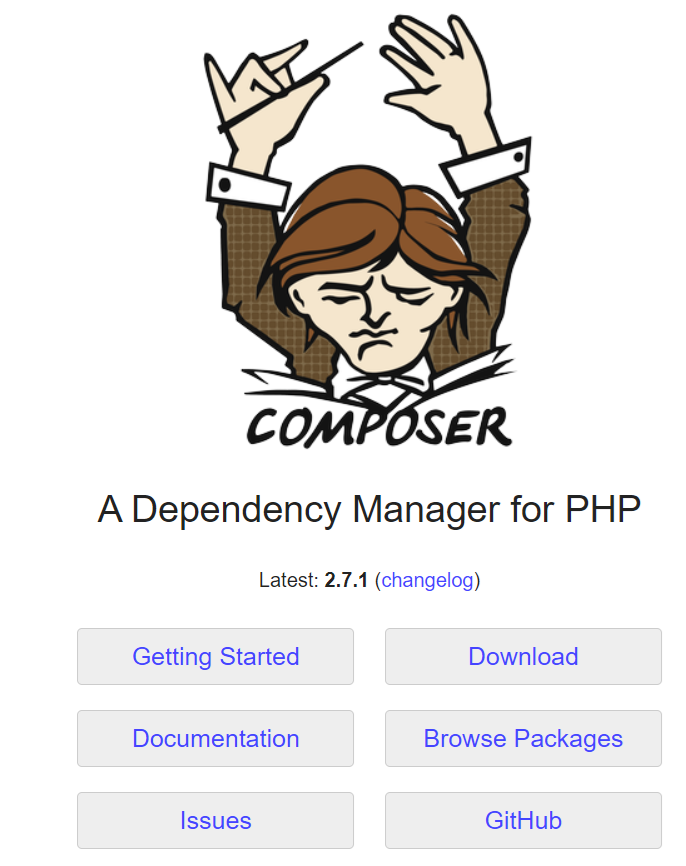 COMPOSER
A Dependency Manager for PHP
Latest: 2.7.1 (changelog)
Getting Started
Download
Documentation
Browse Packages
Issues
GitHub